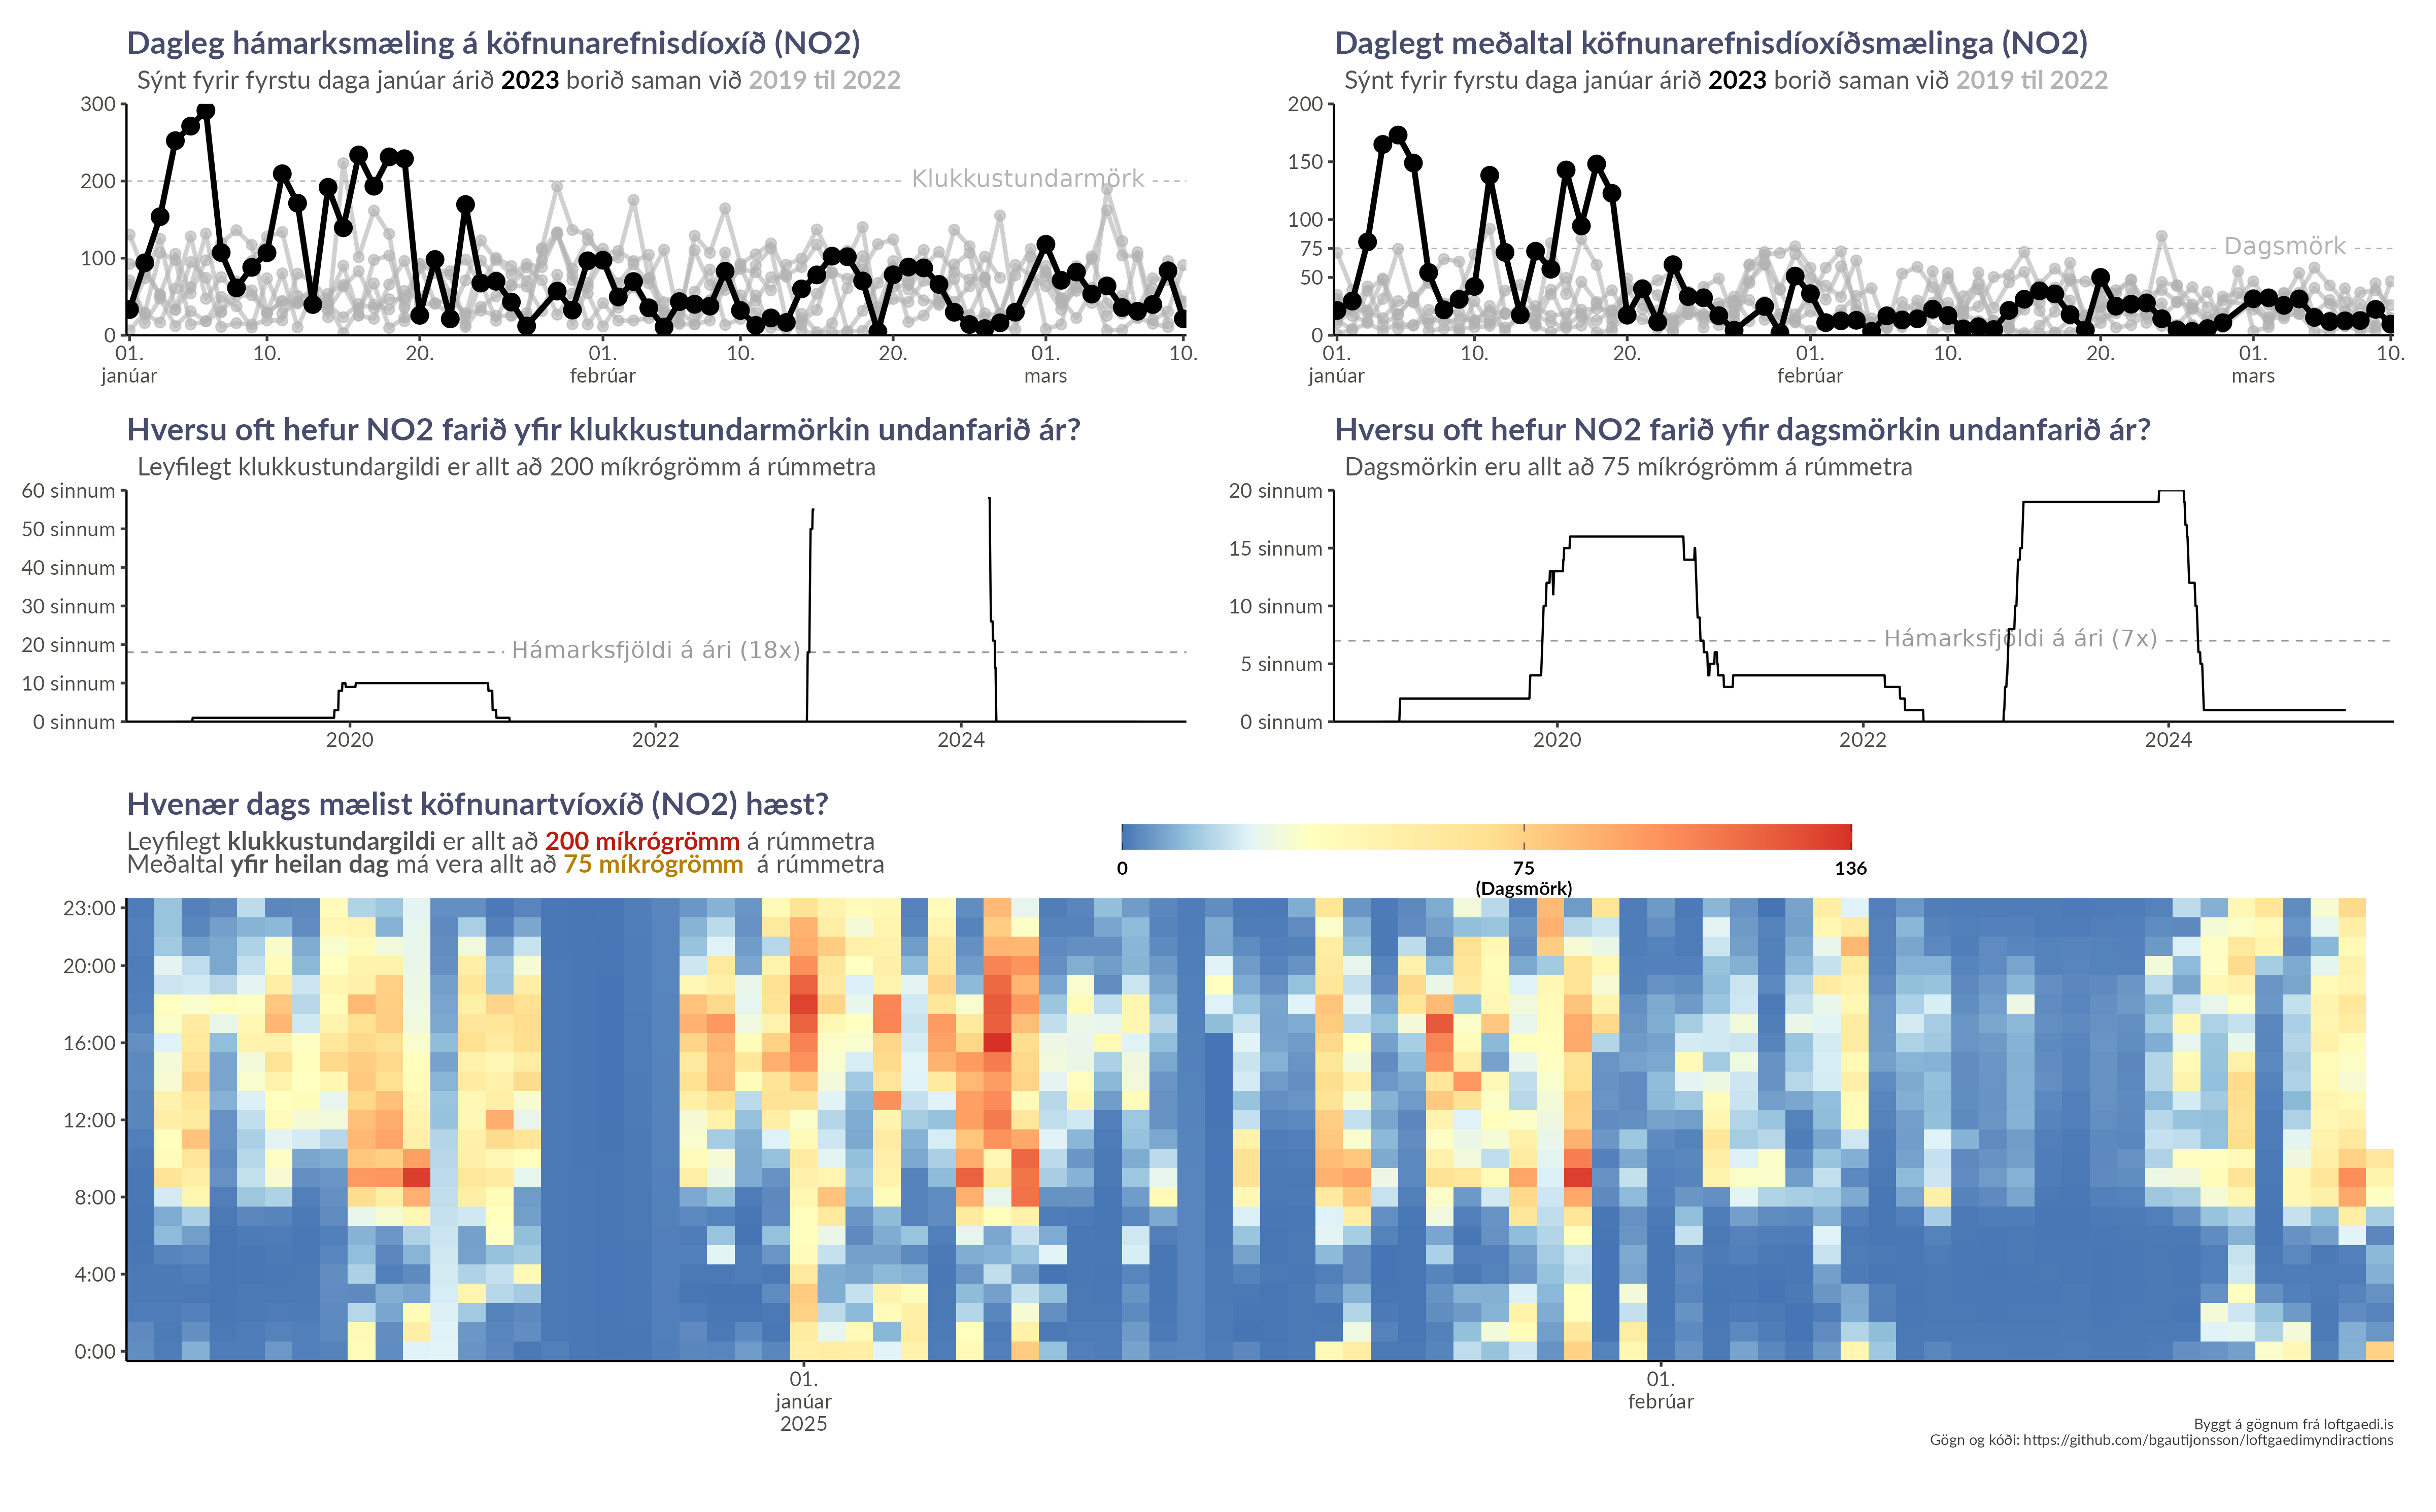 Dagleg hámarksmæling á köfnunarefnisdíoxíð (NO2)
Sýnt fyrir fyrstu daga janúar árið 2023 borið saman við 2019 til 2022
300
200
100
0
Klukkustundarmörk
01. 10. 20. 01. 10. 20. 01. 10.
janúar febrúar mars
Daglegt meðaltal köfnunarefnisdíoxíðsmælinga (NO2)
Sýnt fyrir fyrstu daga janúar árið 2023 borið saman við 2019 til 2022
200
150
100
75
50
0
Dagsmörk
01. 10. 20. 01. 10. 20. 01. 10.
janúar febrúar mars
Hversu oft hefur NO2 farið yfir klukkustundarmörkin undanfarið ár?
Leyfilegt klukkustundargildi er allt að 200 míkrógrömm á rúmmetra
60 sinnum
50 sinnum
40 sinnum
30 sinnum
20 sinnum
10 sinnum
0 sinnum
Hámarksfjöldi á ári (18x)
2020 2022 2024
Hversu oft hefur NO2 farið yfir dagsmörkin undanfarið ár?
Dagsmörkin eru allt að 75 míkrógrömm á rúmmetra
20 sinnum
15 sinnum
10 sinnum
5 sinnum
0 sinnum
Hámarksfjöldi á ári (7x)
2020 2022 2024
Hvenær dags mælist köfnunartvíoxíð (NO2) hæst?
Leyfilegt klukkustundargildi er allt að 200 míkrógrömm á rúmmetra
Meðaltal yfir heilan dag má vera allt að 75 míkrógrömm á rúmmetra
0 75 136
(Dagsmörk)
23:00
20:00
16:00
12:00
8:00
4:00
0:00
01. 01.
janúar febrúar
2025
Byggt á gögnum frá loftgaedi.is
Gögn og kóði: https://github.com/bgautijonsson/loftgaedimyndiractions